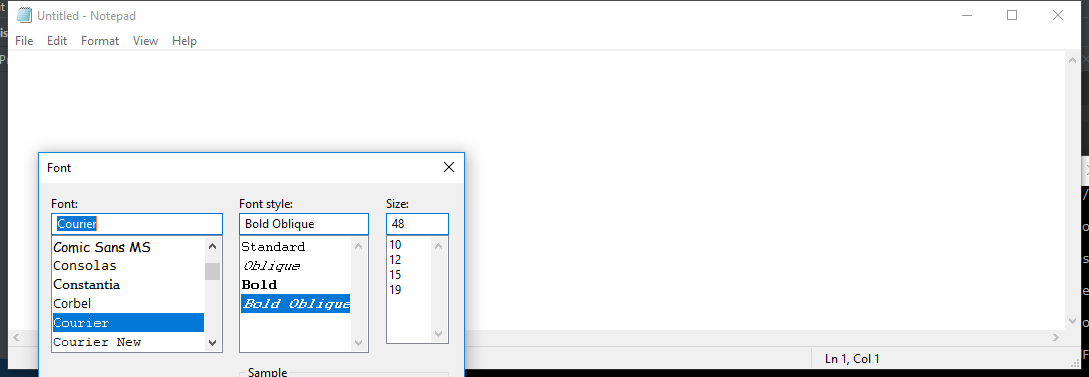 Untitled - Notepad
File Edit Format View Help
Font
Font: Font style: Size:
Courier Bold Oblique 48
Comic Sans MS Standard 10
Consolas Oblique 12
Constantia Bold 15
Corbel Bold Oblique 19
Courier
Courier New
Sample
Ln 1, Col 1